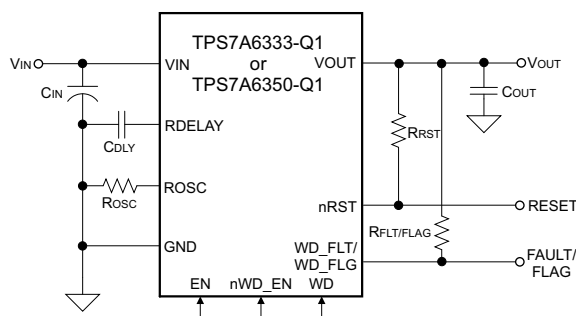 TPS7A6333-Q1
or
TPS7A6350-Q1
VIN
VIN
VOUT
VOUT
CIN
COUT
RDELAY
CDLY
RRST
ROSC
ROSC
nRST
RESET
RFLT/FLAG
GND
WD_FLT/
WD_FLG
FAULT/
FLAG
EN
nWD_EN
WD